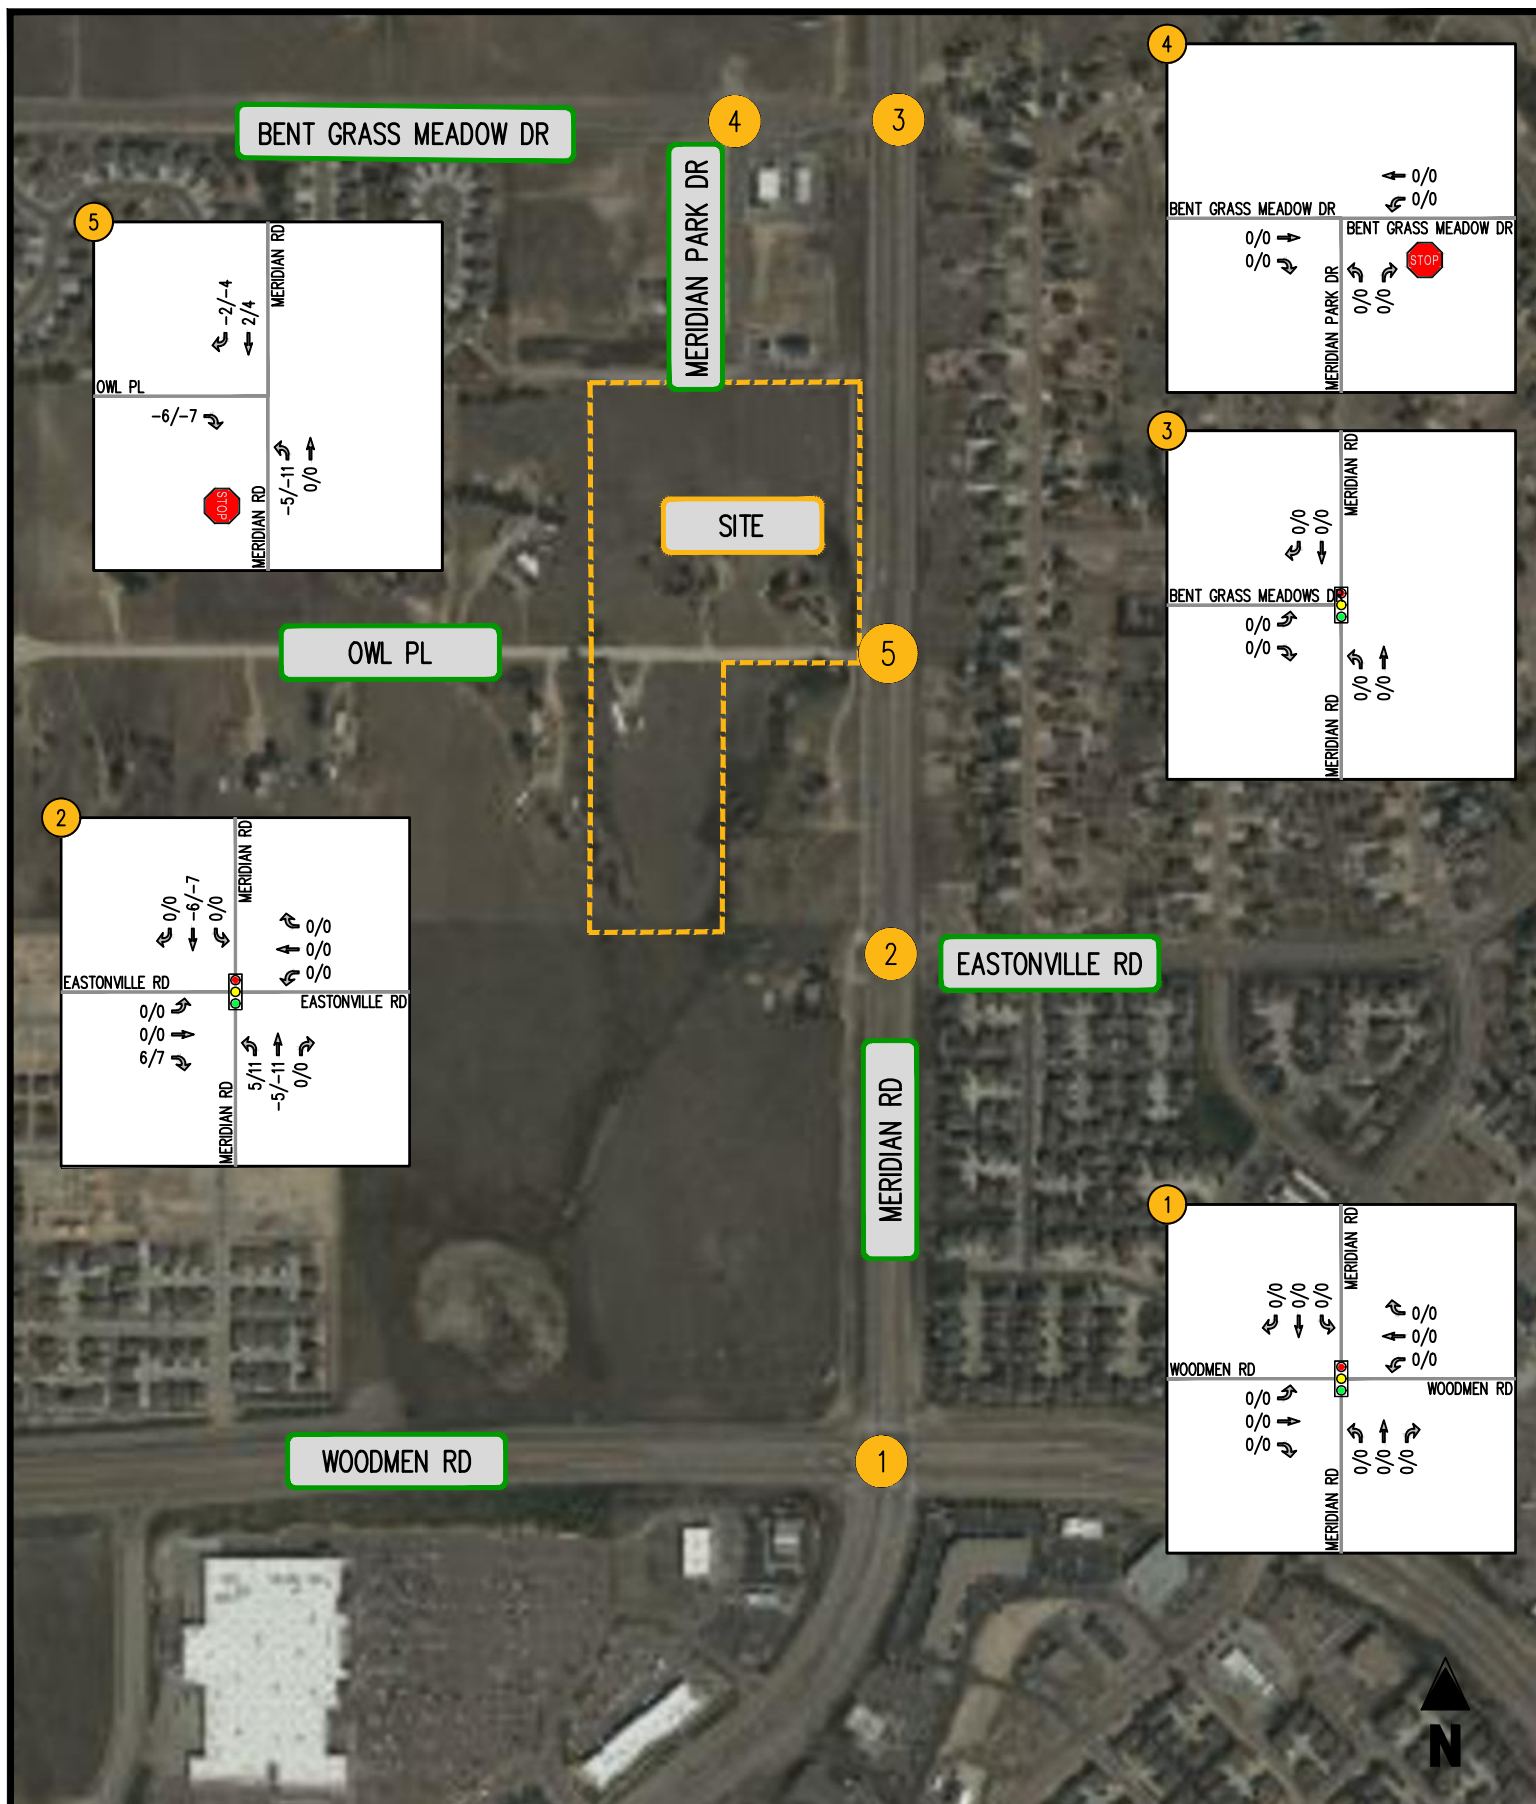 BENT GRASS MEADOW DR
4
3
MERIDIAN PARK DR
SITE
OWL PL
5
2
EASTONVILLE RD
MERIDIAN RD
WOODMEN RD
1
N
4
BENT GRASS MEADOW DR
BENT GRASS MEADOW DR
MERIDIAN PARK DR
0/0
0/0
0/0
0/0
0/0
0/0
STOP
5
MERIDIAN RD
-2/-4
2/4
OWL PL
-6/-7
-5/-11
0/0
STOP
MERIDIAN RD
3
MERIDIAN RD
0/0
0/0
BENT GRASS MEADOWS DR
0/0
0/0
0/0
0/0
MERIDIAN RD
2
MERIDIAN RD
0/0
-6/-7
0/0
0/0
0/0
0/0
EASTONVILLE RD
EASTONVILLE RD
0/0
0/0
6/7
5/11
-5/-11
0/0
MERIDIAN RD
1
MERIDIAN RD
0/0
0/0
0/0
0/0
0/0
0/0
WOODMEN RD
WOODMEN RD
0/0
0/0
0/0
0/0
0/0
0/0
MERIDIAN RD